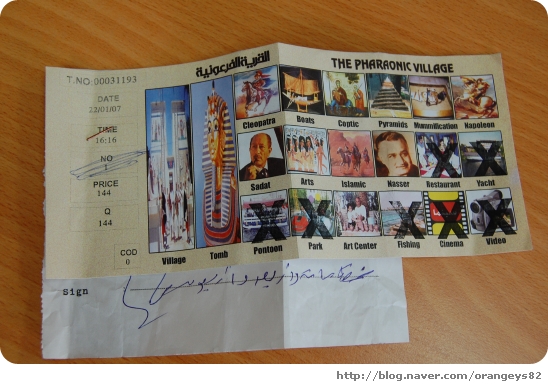 T.NO:00031193
القرية الفرعونية
THE PHARAONIC VILLAGE
DATE
22/01/07
TIME
16:16
NO
1
PRICE
144
Q
144
COD
0
Cleopatra Boats Coptic Pyramids Mummification Napoleon
Sadat Arts Islamic Nasser Restaurant Yacht
Village Tomb Pontoon Park Art Center Fishing Cinema Video
Sign
http://blog.naver.com/orangeys82